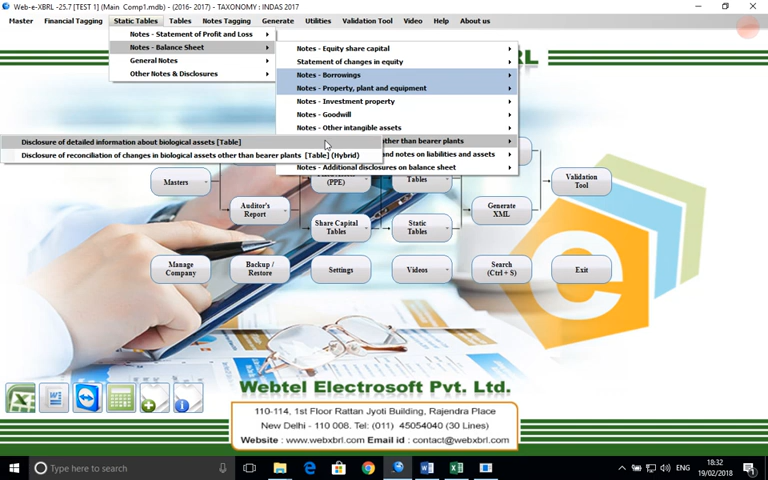 Web-e-XBRL -25.7 [TEST 1] (Main Comp1.mdb) - (2016- 2017) - TAXONOMY : INDAS 2017
Master Financial Tagging Static Tables Tables Notes Tagging Generate Utilities Validation Tool Video Help About us
Notes - Statement of Profit and Loss
Notes - Balance Sheet
General Notes
Other Notes & Disclosures
Notes - Equity share capital
Statement of changes in equity
Notes - Borrowings
Notes - Property, plant and equipment
Notes - Investment property
Notes - Goodwill
Notes - Other intangible assets
other than bearer plants
and notes on liabilities and assets
Notes - Additional disclosures on balance sheet
Disclosure of detailed information about biological assets [Table]
Disclosure of reconciliation of changes in biological assets other than bearer plants [Table] (Hybrid)
RL
Masters
Auditor's
Report
(PPE)
Share Capital
Tables
Tables
Static
Tables
Generate
XML
Validation
Tool
Manage
Company
Backup /
Restore
Settings
Videos
Search
(Ctrl + S)
Exit
Webtel Electrosoft Pvt. Ltd.
110-114, 1st Floor Rattan Jyoti Building, Rajendra Place
New Delhi - 110 008. Tel: (011) 45054040 (30 Lines)
Website : www.webxbrl.com Email id : contact@webxbrl.com
Type here to search
ENG
18:32
19/02/2018